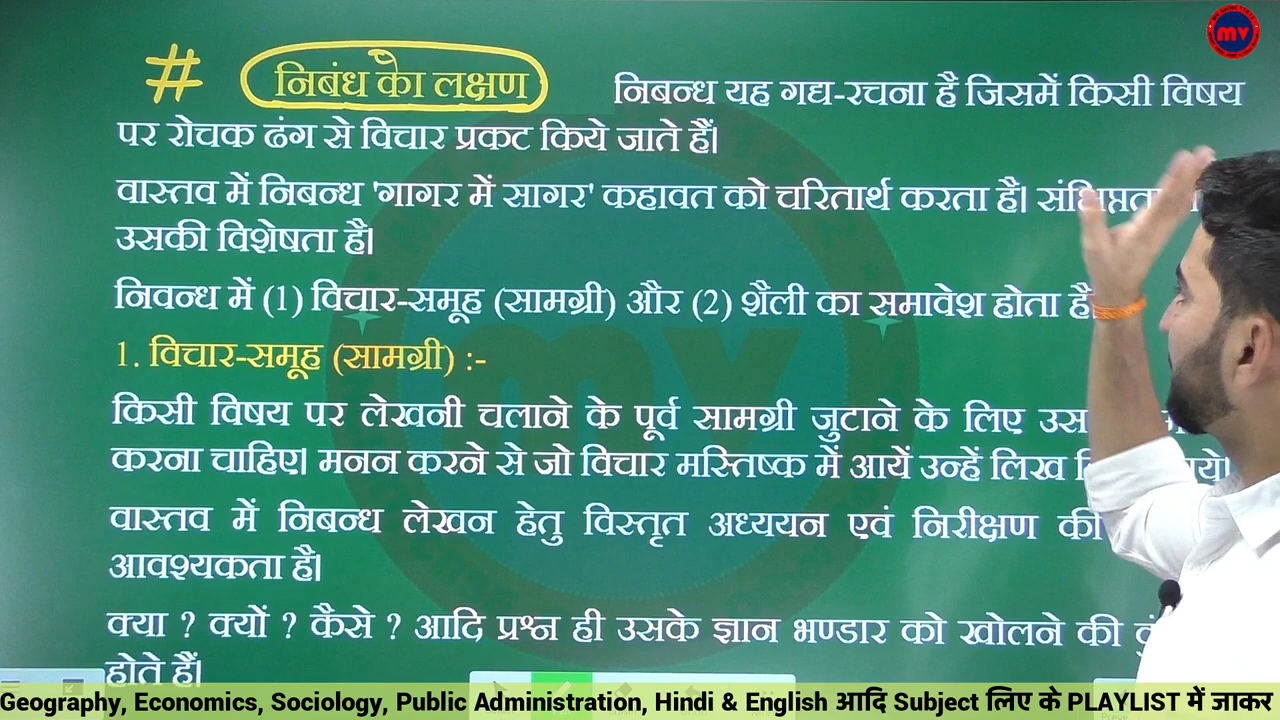 mv
# निबंध का लक्षण निबन्ध यह गद्य-रचना है जिसमें किसी विषय
पर रोचक ढंग से विचार प्रकट किये जाते हैं।
वास्तव में निबन्ध 'गागर में सागर' कहावत को चरितार्थ करता है।
उसकी विशेषता है।
निवन्ध में (1) विचार-समूह (सामग्री) और (2) शैली का समावेश होता है
1. विचार-समूह (सामग्री) :-
किसी विषय पर लेखनी चलाने के पूर्व सामग्री जुटाने के लिए
करना चाहिए। मनन करने से जो विचार मस्तिष्क में आयें उन्हें लिख
वास्तव में निबन्ध लेखन हेतु विस्तृत अध्ययन एवं निरीक्षण की
आवश्यकता है।
क्या ? क्यों ? कैसे ? आदि प्रश्न ही उसके ज्ञान भण्डार को खोलने की
होते हैं।
Geography, Economics, Sociology, Public Administration, Hindi & English आदि Subject लिए के PLAYLIST में जाकर